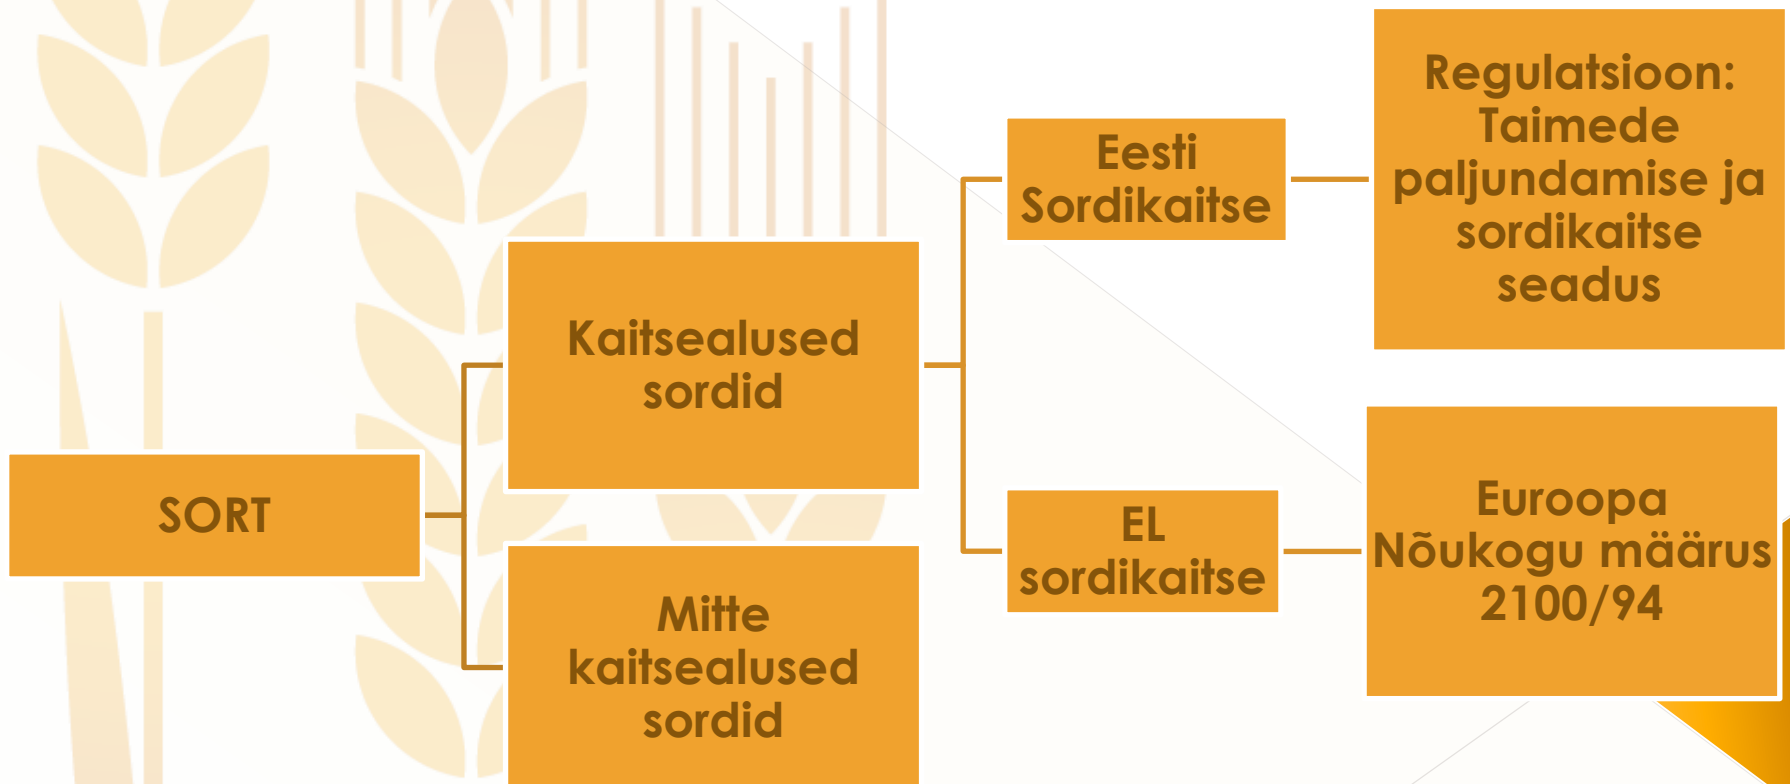 SORT
Kaitsealused
sordid
Mitte
kaitsealused
sordid
Eesti
Sordikaitse
EL
sordikaitse
Regulatsioon:
Taimede
paljundamise ja
sordikaitse
seadus
Euroopa
Nõukogu määrus
2100/94